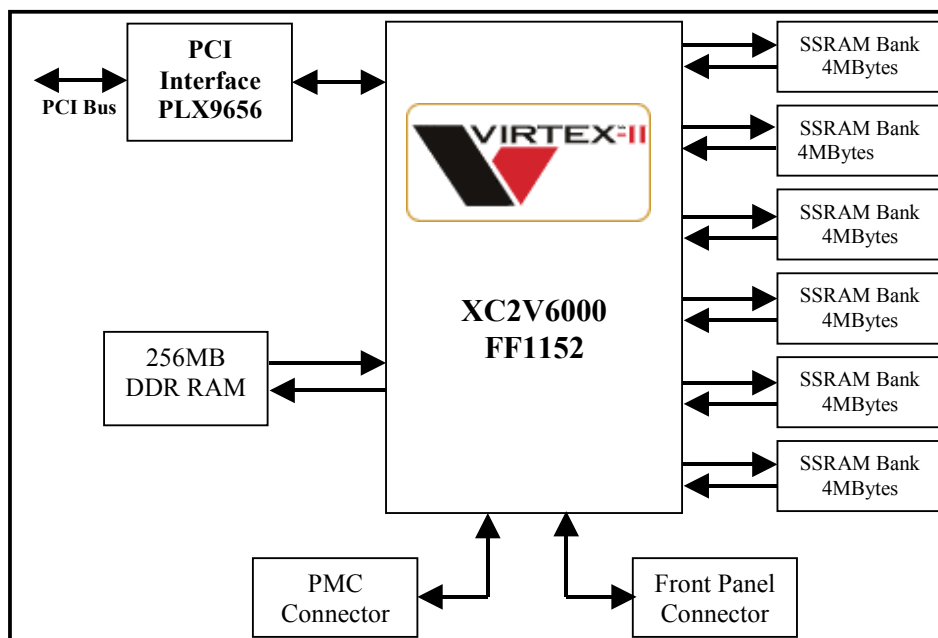 PCI
Interface
PLX9656
PCI Bus
VIRTEX-II
XC2V6000
FF1152
256MB
DDR RAM
SSRAM Bank
4MBytes
SSRAM Bank
4MBytes
SSRAM Bank
4MBytes
SSRAM Bank
4MBytes
SSRAM Bank
4MBytes
SSRAM Bank
4MBytes
PMC
Connector
Front Panel
Connector